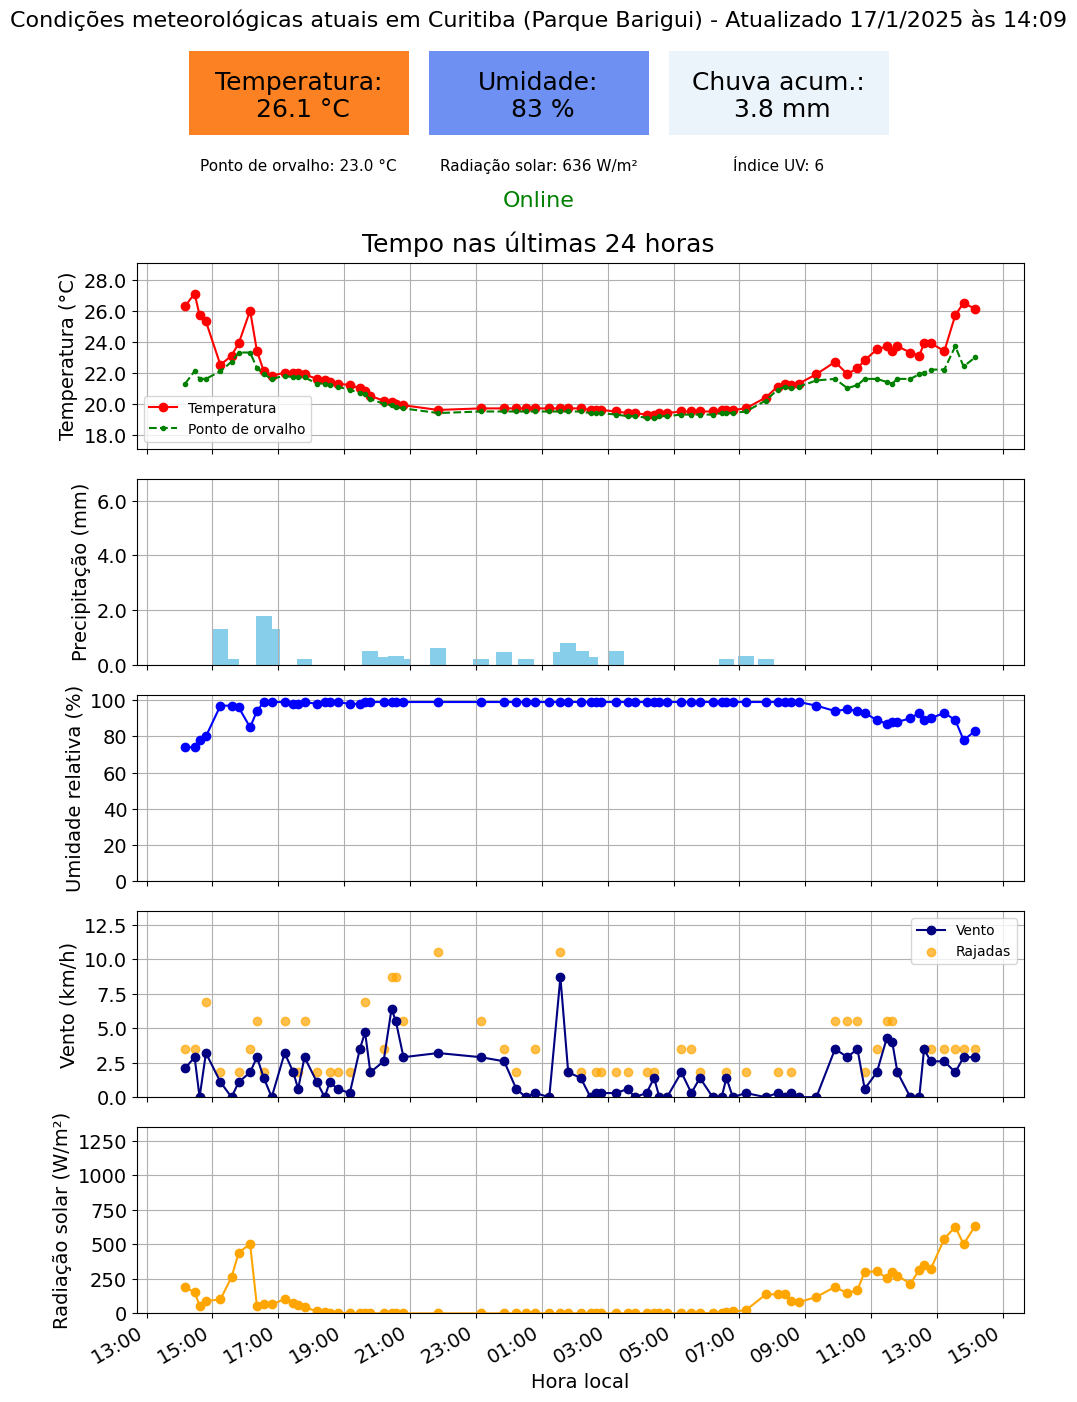 Condições meteorológicas atuais em Curitiba (Parque Barigui) - Atualizado 17/1/2025 às 14:09
Temperatura:
26.1 °C
Umidade:
83 %
Chuva acum.:
3.8 mm
Ponto de orvalho: 23.0 °C
Radiação solar: 636 W/m²
Índice UV: 6
Online
Tempo nas últimas 24 horas
Temperatura (°C)
28.0
26.0
24.0
22.0
20.0
18.0
Temperatura
Ponto de orvalho
Precipitação (mm)
6.0
4.0
2.0
0.0
Umidade relativa (%)
100
80
60
40
20
0
Vento (km/h)
12.5
10.0
7.5
5.0
2.5
0.0
Vento
Rajadas
Radiação solar (W/m²)
1250
1000
750
500
250
0
13:00
15:00
17:00
19:00
21:00
23:00
01:00
03:00
05:00
07:00
09:00
11:00
13:00
15:00
Hora local